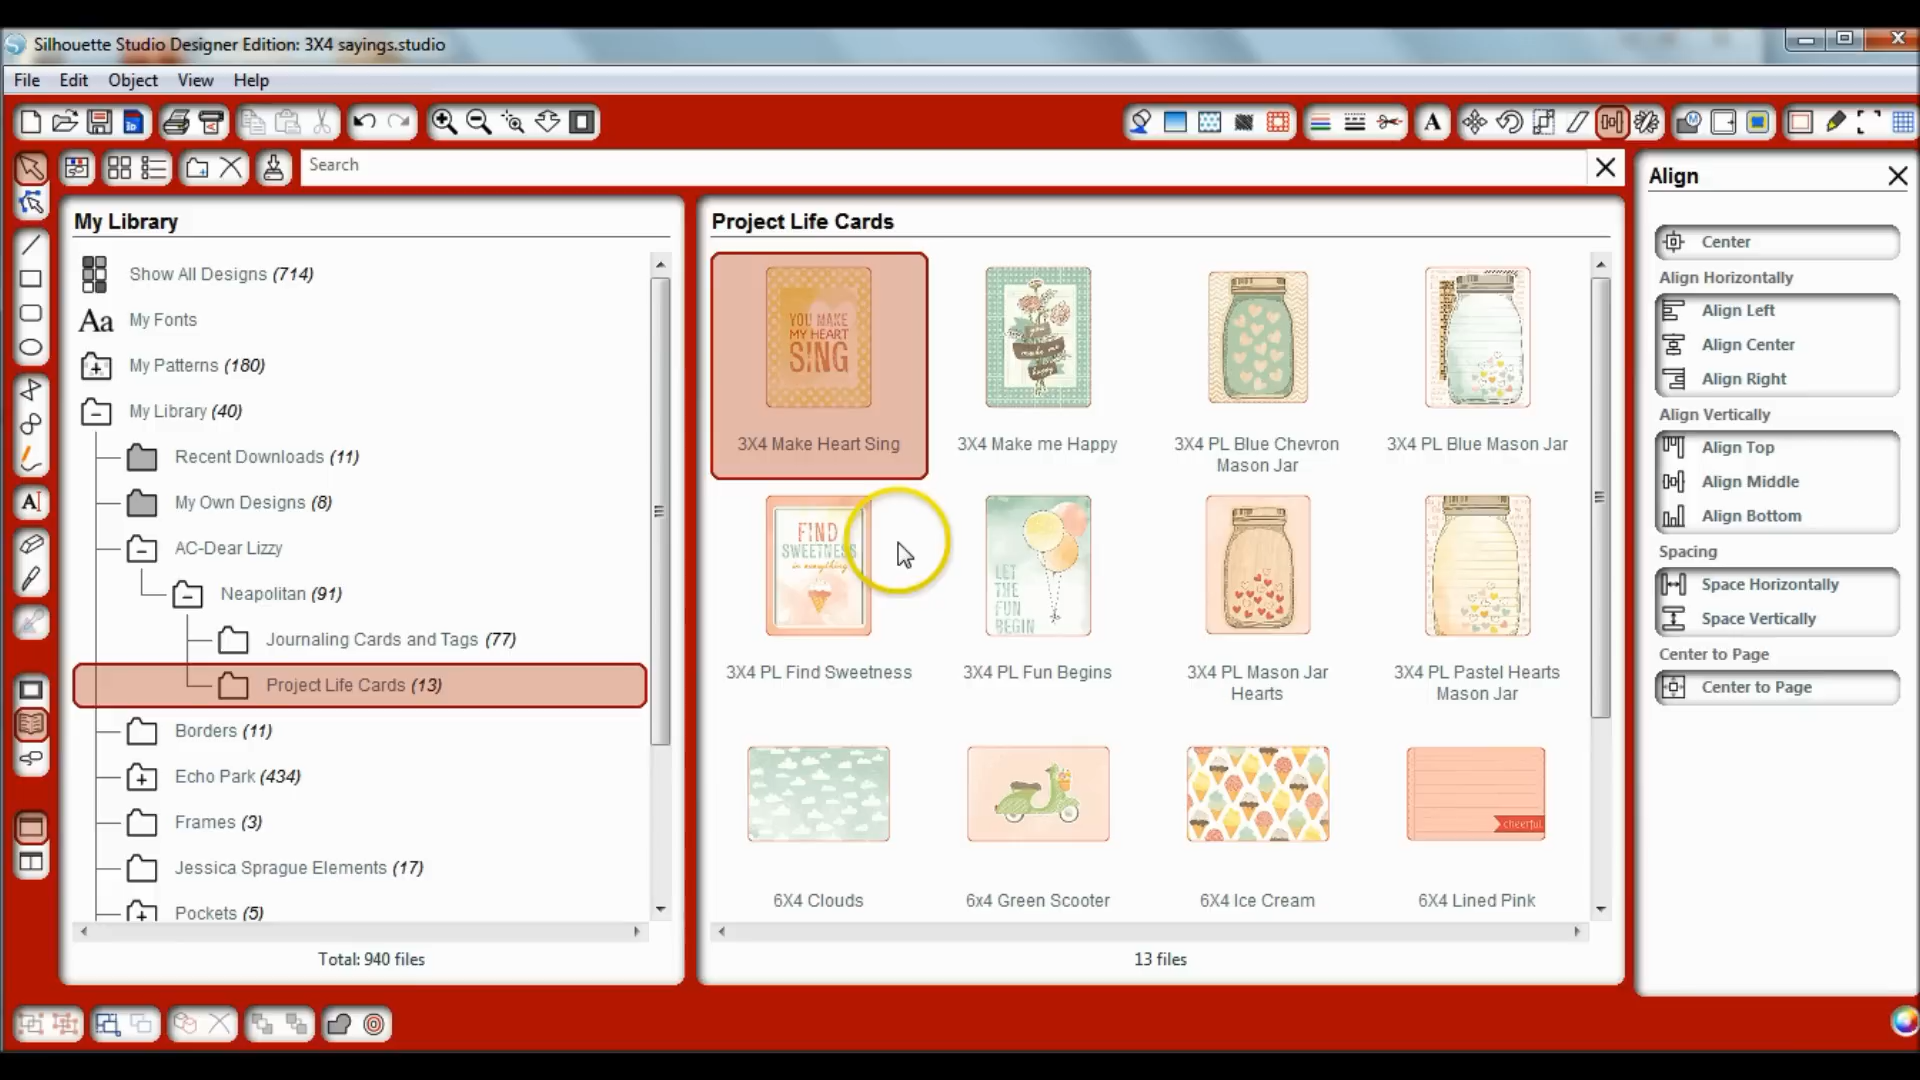 Silhouette Studio Designer Edition: 3X4 sayings.studio
File Edit Object View Help
Search
My Library
Show All Designs (714)
Aa My Fonts
My Patterns (180)
My Library (40)
Recent Downloads (11)
My Own Designs (8)
AC-Dear Lizzy
Neapolitan (91)
Journaling Cards and Tags (77)
Project Life Cards (13)
Borders (11)
Echo Park (434)
Frames (3)
Jessica Sprague Elements (17)
Pockets (5)
Total: 940 files
Project Life Cards
YOU MAKE
MY HEART
SING
you
make me
happy
3X4 Make Heart Sing
3X4 Make me Happy
3X4 PL Blue Chevron
Mason Jar
3X4 PL Blue Mason Jar
FIND
SWEETNESS
in everything
LET
THE
FUN
BEGIN
3X4 PL Find Sweetness
3X4 PL Fun Begins
3X4 PL Mason Jar
Hearts
3X4 PL Pastel Hearts
Mason Jar
cheerful
6X4 Clouds
6x4 Green Scooter
6X4 Ice Cream
6X4 Lined Pink
13 files
Align
Center
Align Horizontally
Align Left
Align Center
Align Right
Align Vertically
Align Top
Align Middle
Align Bottom
Spacing
Space Horizontally
Space Vertically
Center to Page
Center to Page